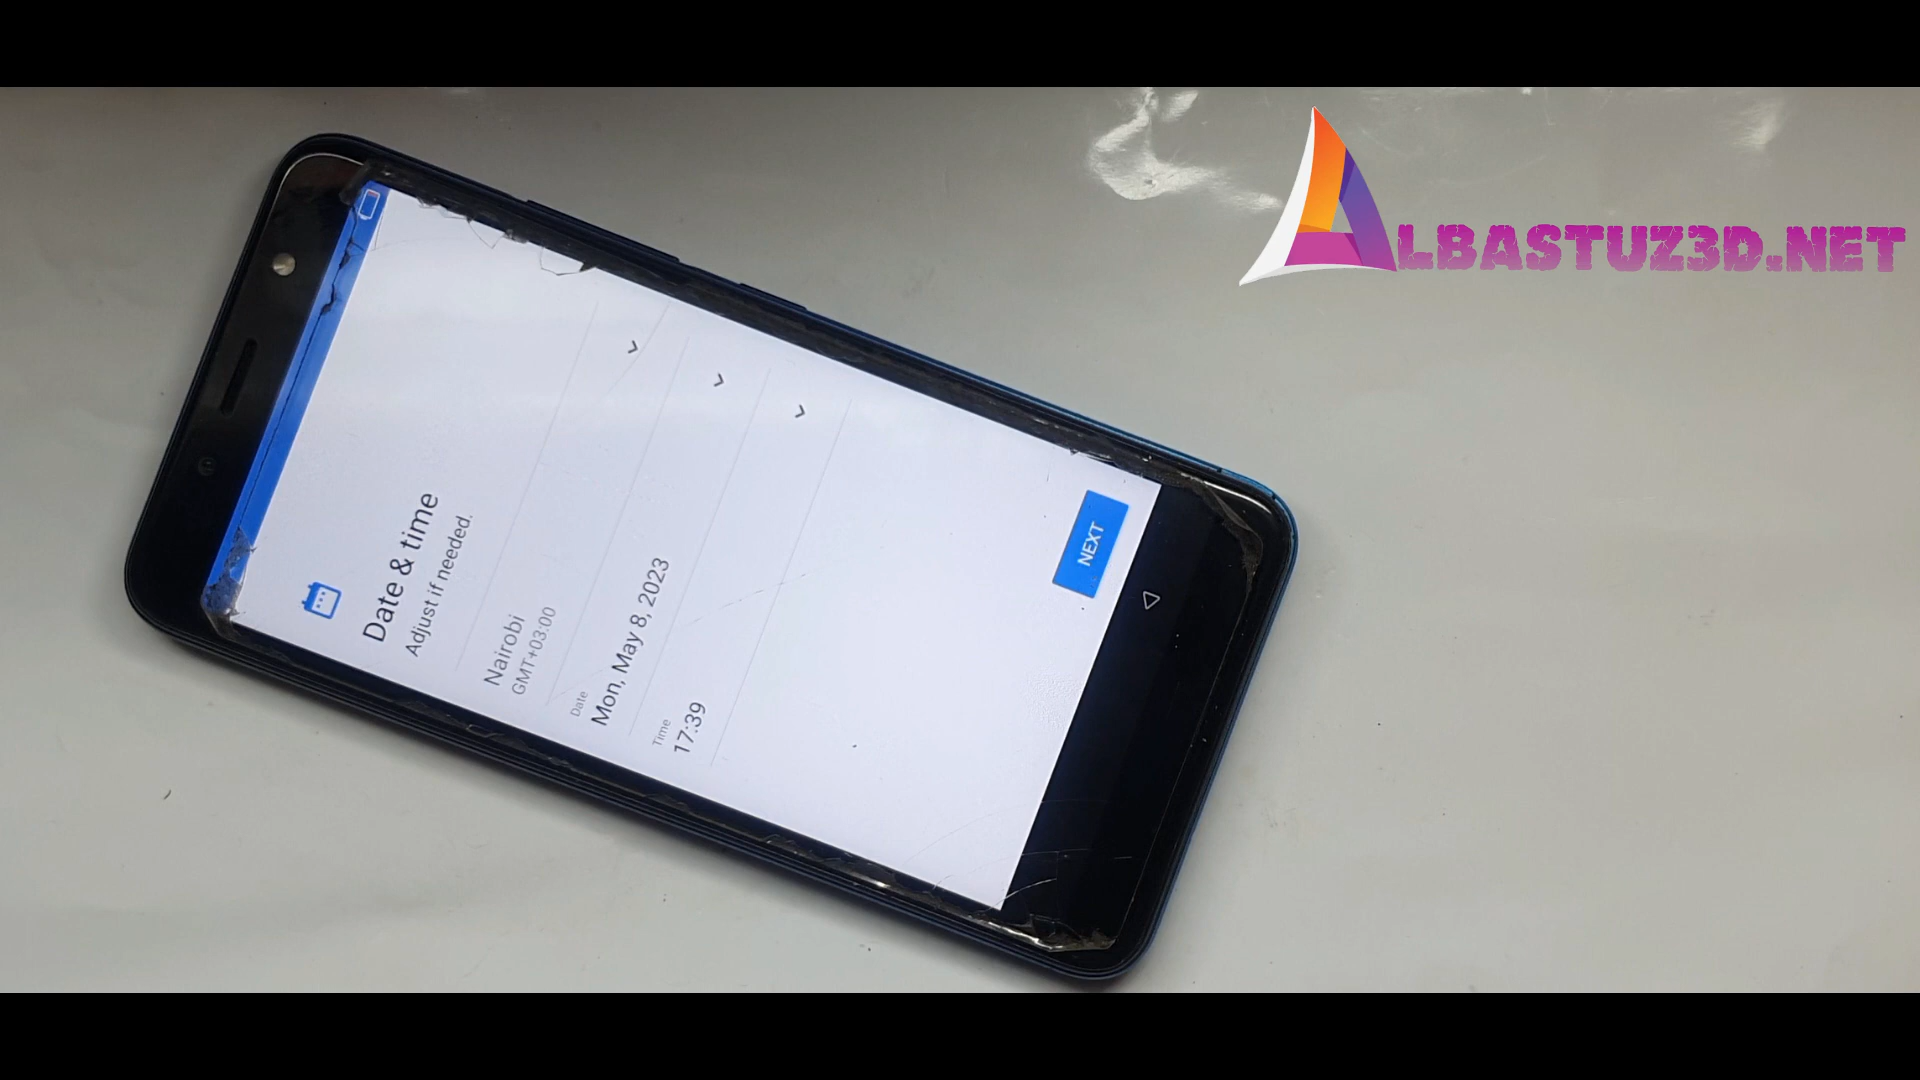 ALBASTUZ3D.NET
Date & time
Adjust if needed.
Nairobi
GMT+03:00
Date
Mon, May 8, 2023
Time
17:39
NEXT